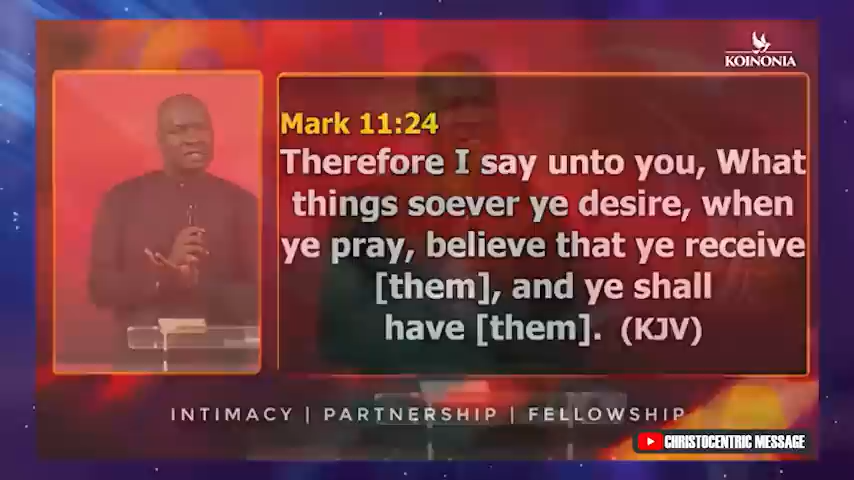 KOINONIA
Mark 11:24
Therefore I say unto you, What
things soever ye desire, when
ye pray, believe that ye receive
[them], and ye shall
have [them]. (KJV)
INTIMACY | PARTNERSHIP | FELLOWSHIP
CHRISTOCENTRIC MESSAGE